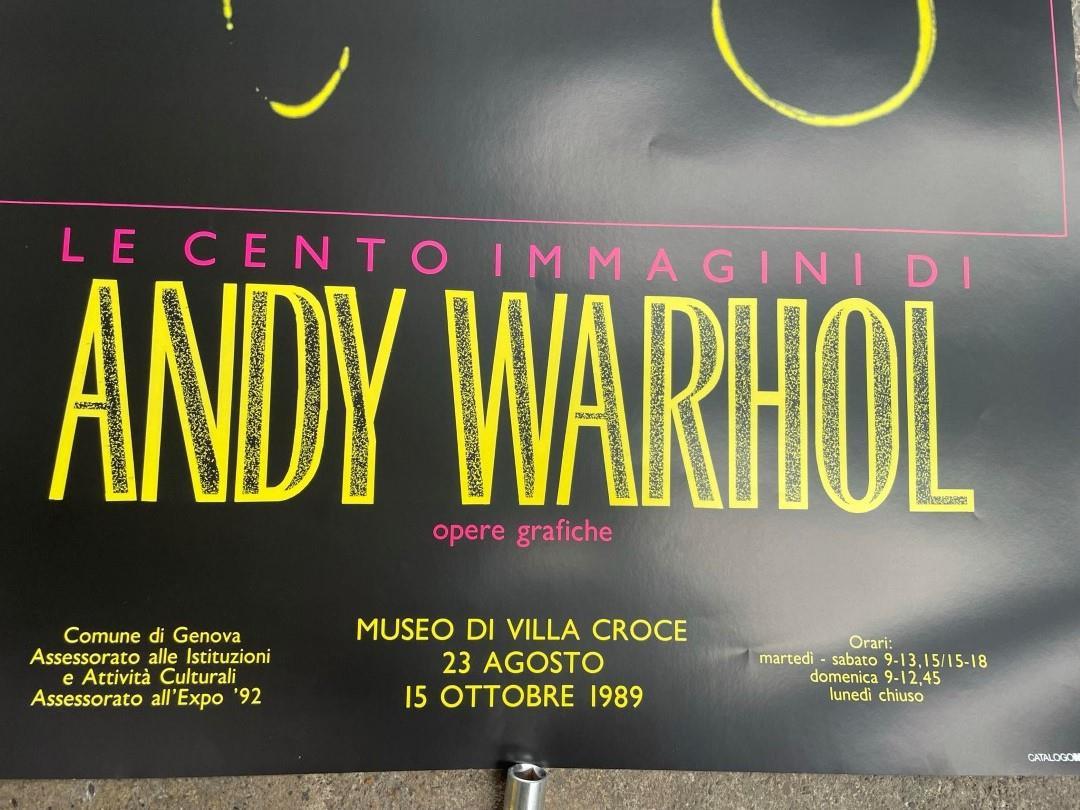 LE CENTO IMMAGINI DI
ANDY WARHOL
opere grafiche
Comune di Genova
Assessorato alle Istituzioni
e Attività Culturali
Assessorato all'Expo '92
MUSEO DI VILLA CROCE
23 AGOSTO
15 OTTOBRE 1989
Orari:
martedì - sabato 9-13,15/15-18
domenica 9-12,45
lunedì chiuso
CATALOGO